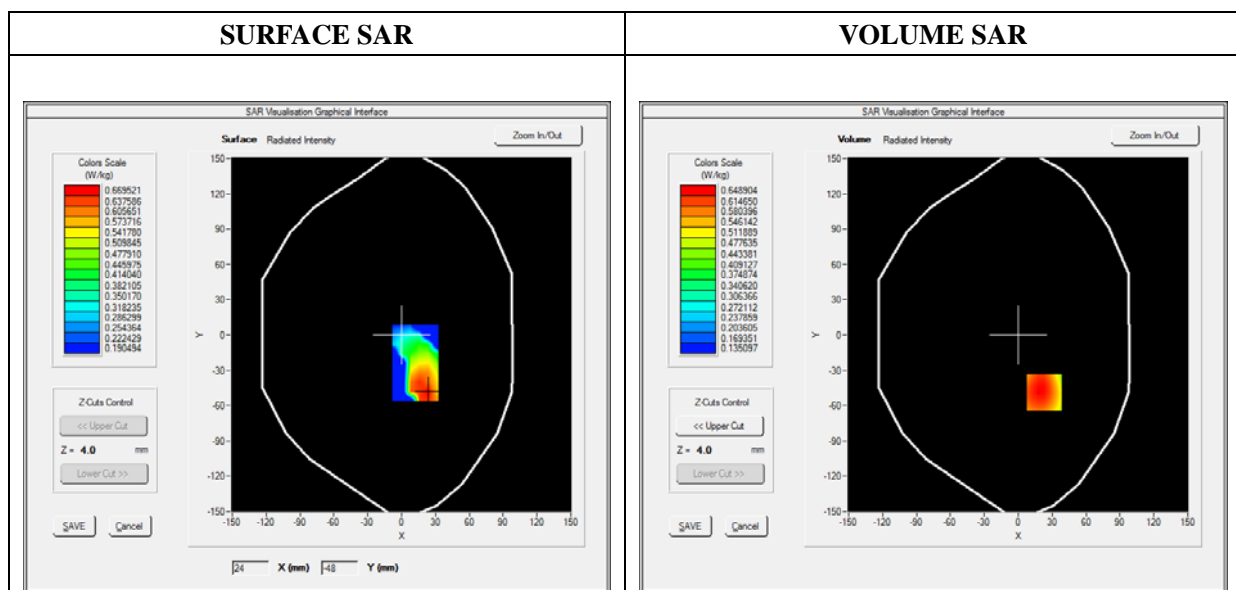 SURFACE SAR
VOLUME SAR
SAR Visualisation Graphical Interface
Surface Radiated Intensity
Zoom In/Out
Colors Scale
(W/kg)
0.669521
0.637586
0.605651
0.573716
0.541780
0.509845
0.477910
0.445975
0.414040
0.382105
0.350170
0.318235
0.286299
0.254364
0.222429
0.190494
Z-Cuts Control
<< Upper Cut
Z = 4.0 mm
Lower Cut >>
SAVE Cancel
150
120
90
60
30
0
-30
-60
-90
-120
-150
Y
-150 -120 -90 -60 -30 0 30 60 90 120 150
X
24 X (mm) -48 Y (mm)
SAR Visualisation Graphical Interface
Volume Radiated Intensity
Zoom In/Out
Colors Scale
(W/kg)
0.648904
0.614650
0.580396
0.546142
0.511889
0.477635
0.443381
0.409127
0.374874
0.340620
0.306366
0.272112
0.237859
0.203605
0.169351
0.135097
Z-Cuts Control
<< Upper Cut
Z = 4.0 mm
Lower Cut >>
SAVE Cancel
150
120
90
60
30
0
-30
-60
-90
-120
-150
Y
-150 -120 -90 -60 -30 0 30 60 90 120 150
X